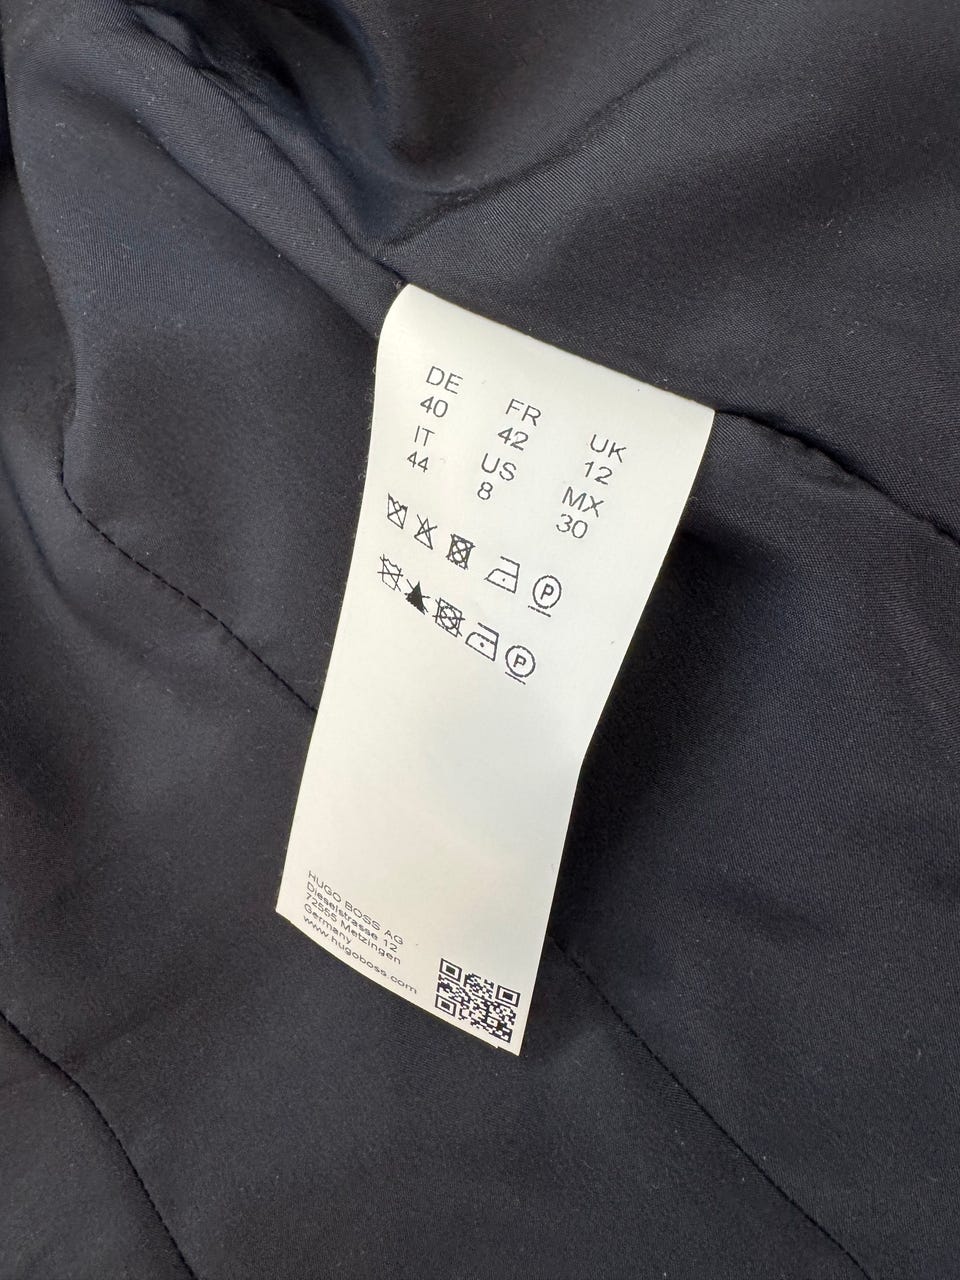 DE FR UK
40 42 12
IT US MX
44 8 30
P
P
HUGO BOSS AG
Dieselstrasse 12
72555 Metzingen
Germany
www.hugoboss.com